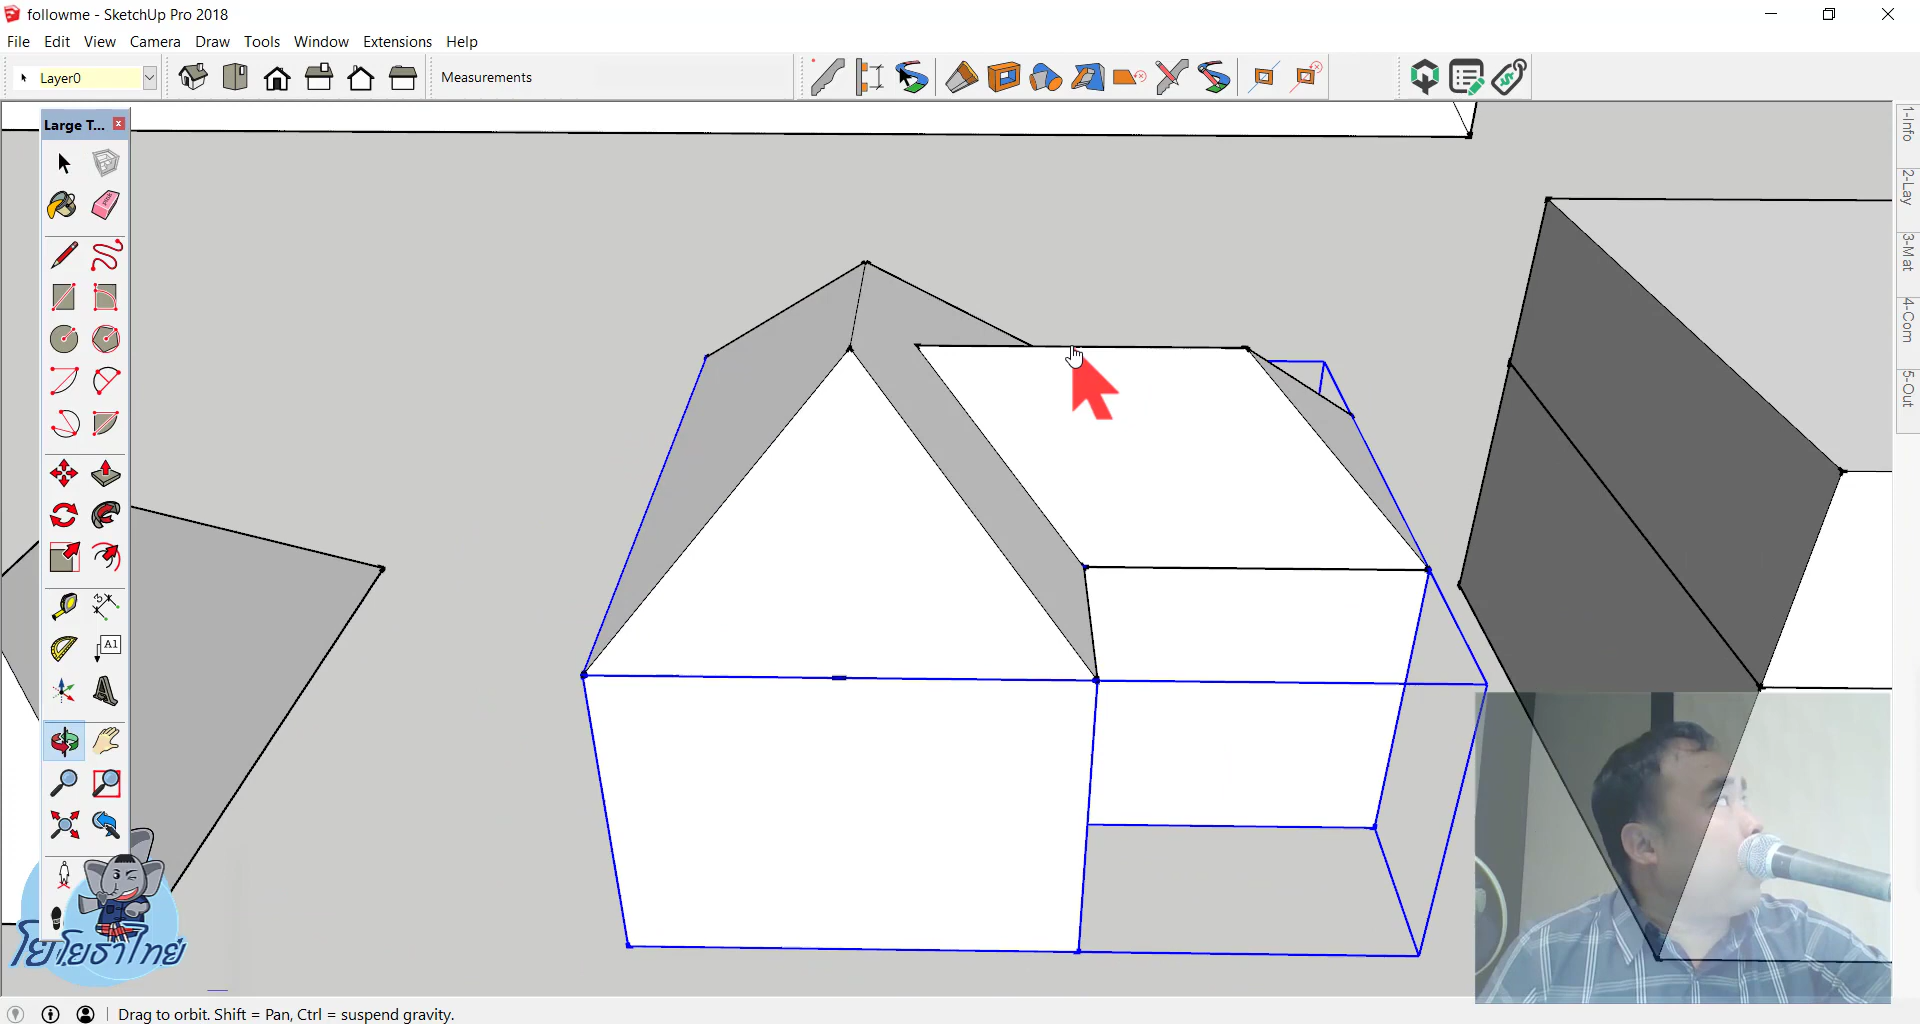 followme - SketchUp Pro 2018
File Edit View Camera Draw Tools Window Extensions Help
Layer0
Measurements
Large T...
1-Info
2-Lay
3-Mat
4-Com
5-Out
A1
โยโยธาไทย
Drag to orbit. Shift = Pan, Ctrl = suspend gravity.